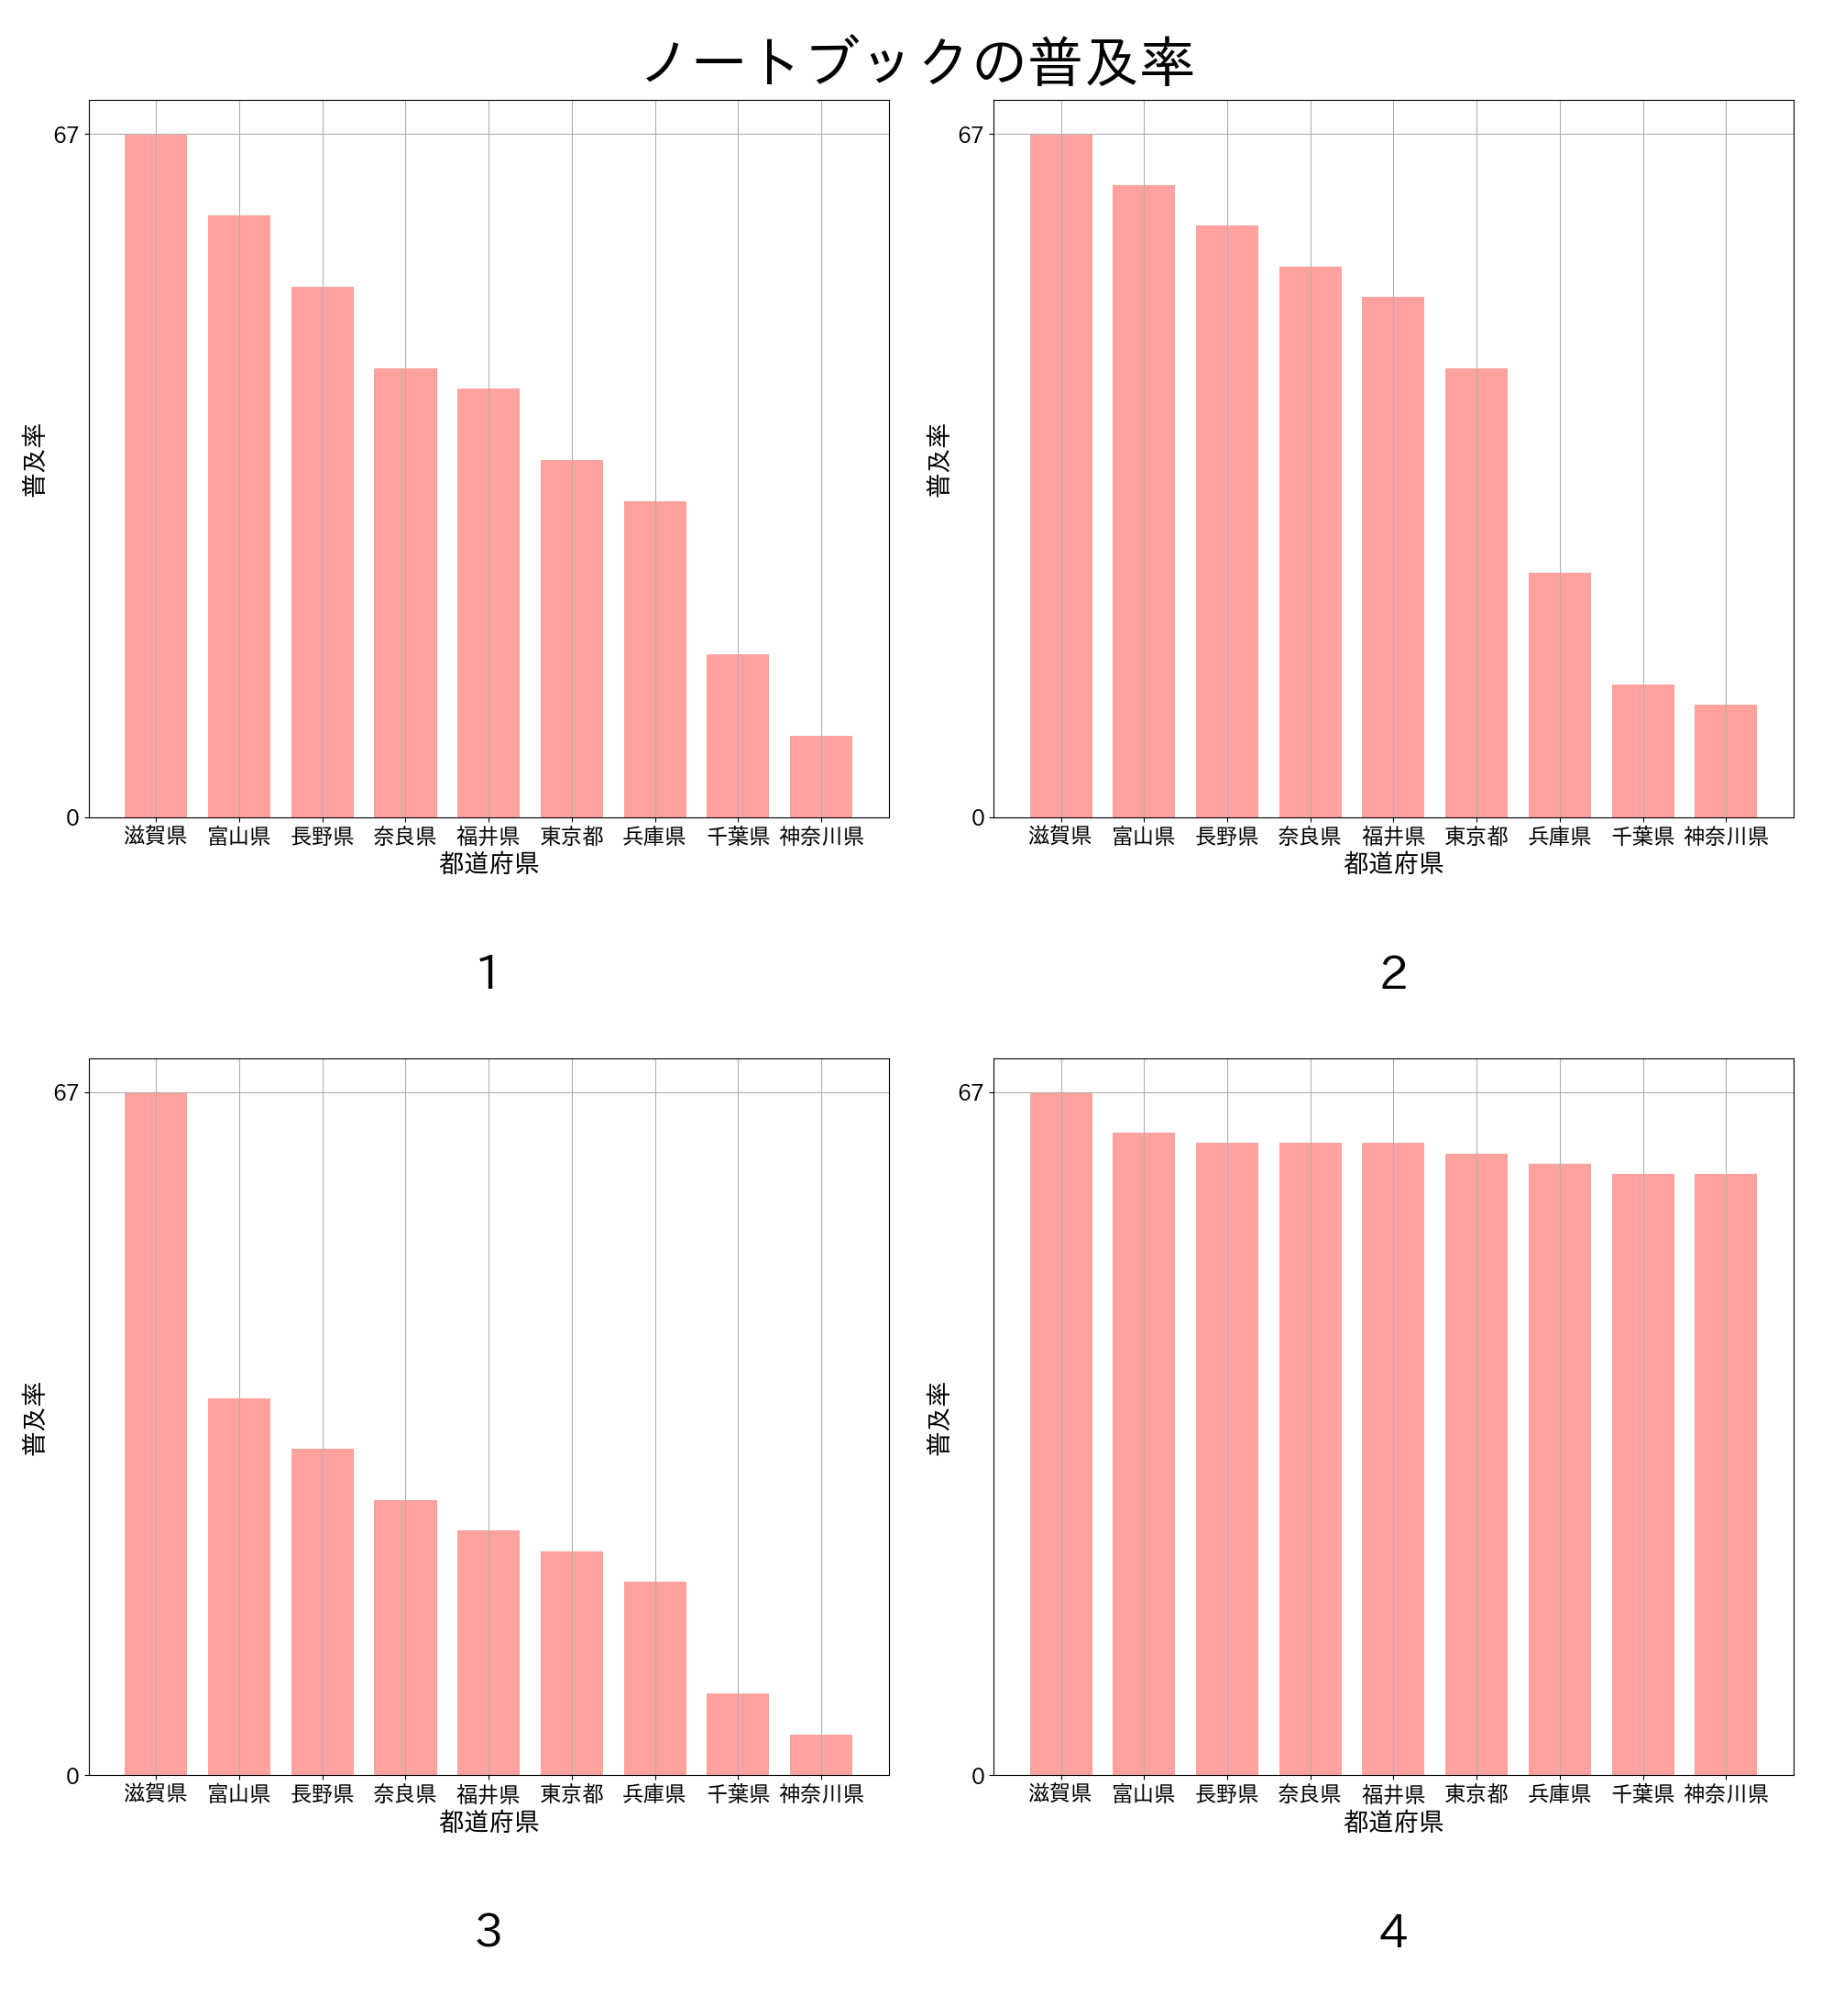 ノートブックの普及率
67
0
普及率
滋賀県 富山県 長野県 奈良県 福井県 東京都 兵庫県 千葉県 神奈川県
都道府県
1
67
0
普及率
滋賀県 富山県 長野県 奈良県 福井県 東京都 兵庫県 千葉県 神奈川県
都道府県
2
67
0
普及率
滋賀県 富山県 長野県 奈良県 福井県 東京都 兵庫県 千葉県 神奈川県
都道府県
3
67
0
普及率
滋賀県 富山県 長野県 奈良県 福井県 東京都 兵庫県 千葉県 神奈川県
都道府県
4